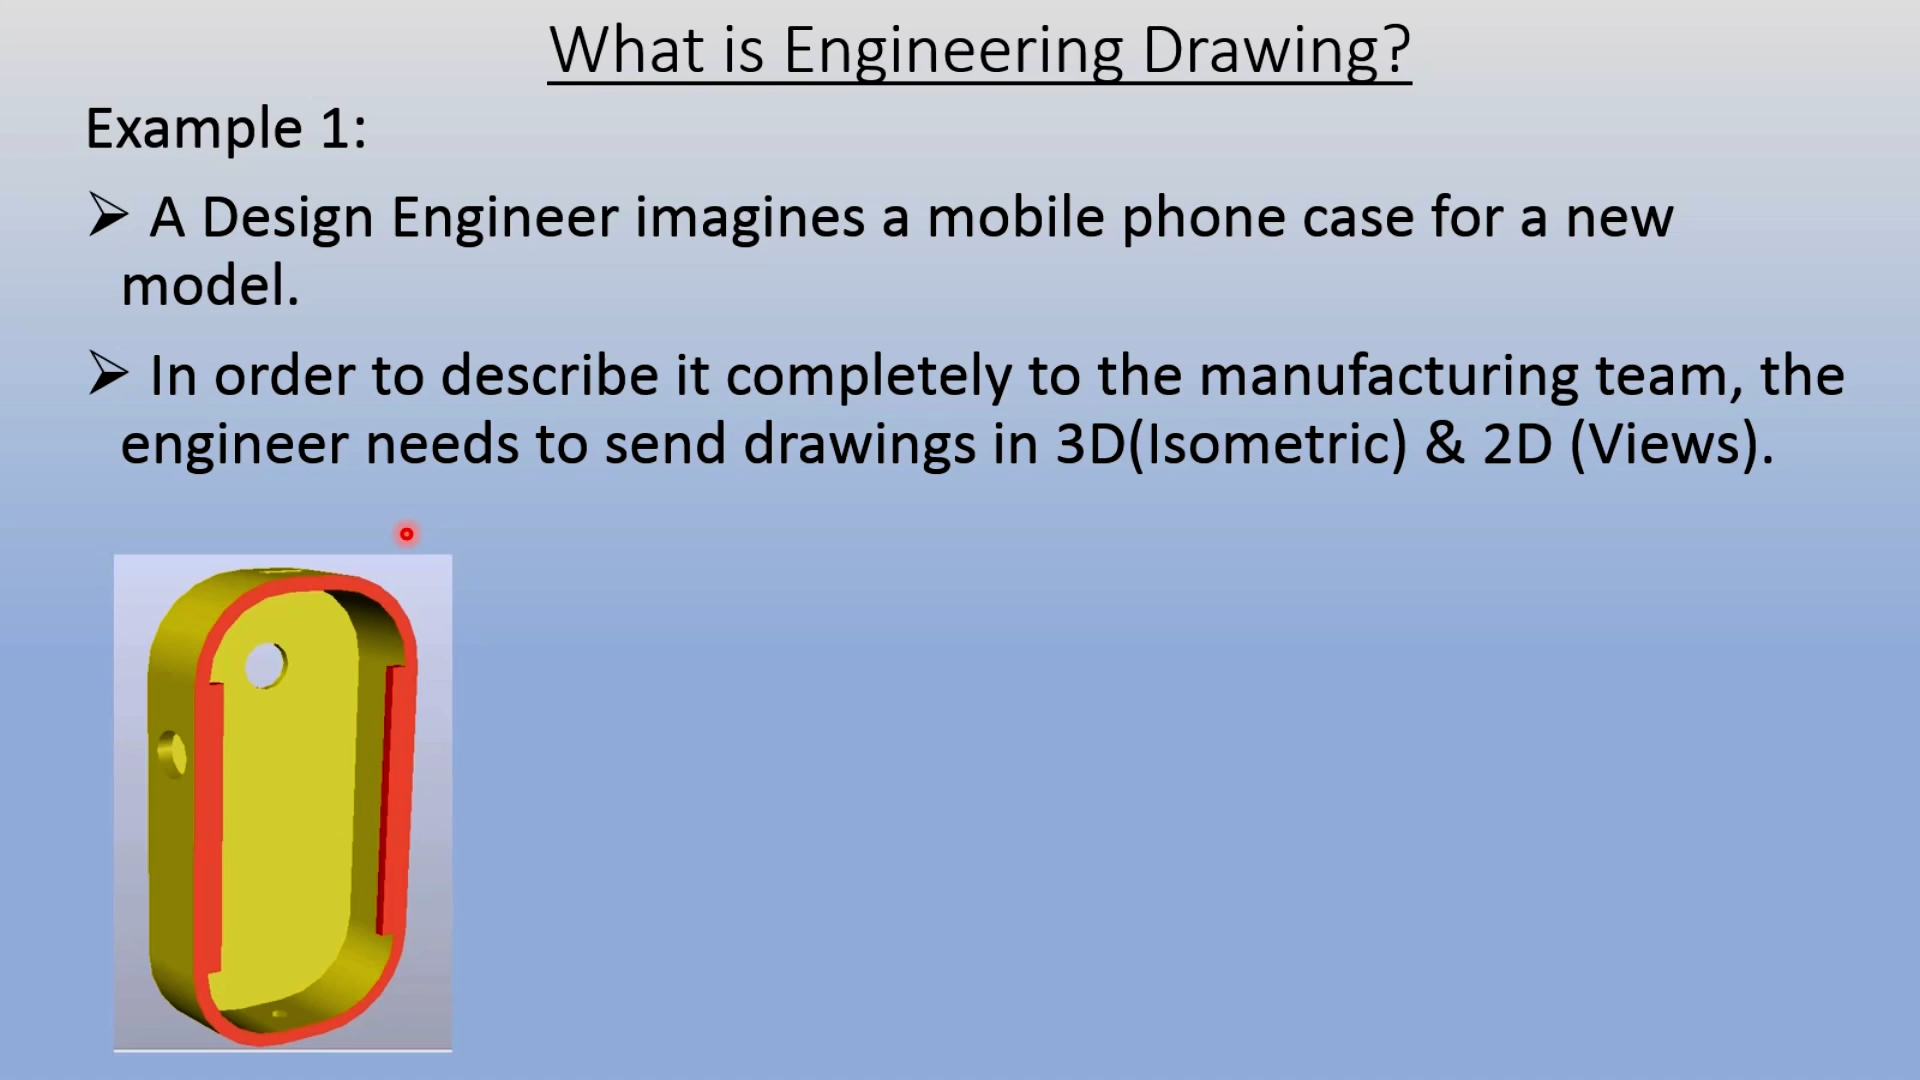 What is Engineering Drawing?
Example 1:
➢ A Design Engineer imagines a mobile phone case for a new
model.
➢ In order to describe it completely to the manufacturing team, the
engineer needs to send drawings in 3D(Isometric) & 2D (Views).